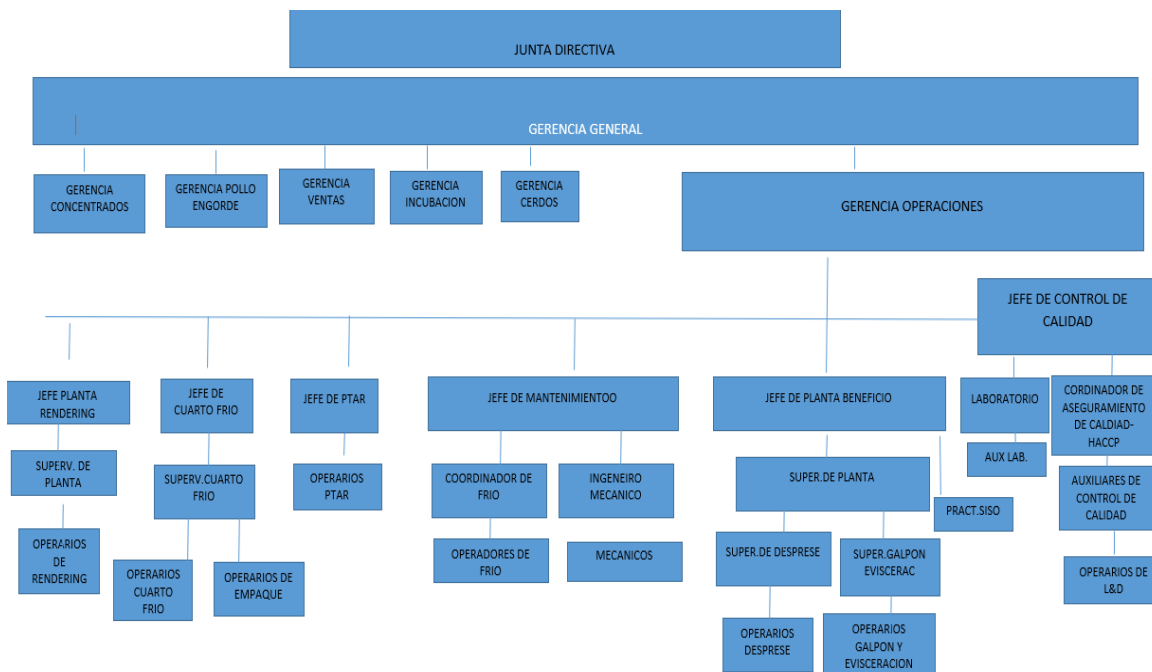 JUNTA DIRECTIVA
GERENCIA GENERAL
GERENCIA
CONCENTRADOS
GERENCIA POLLO
ENGORDE
GERENCIA
VENTAS
GERENCIA
INCUBACION
GERENCIA
CERDOS
GERENCIA OPERACIONES
JEFE DE CONTROL DE
CALIDAD
JEFE PLANTA
RENDERING
JEFE DE
CUARTO FRIO
JEFE DE PTAR
JEFE DE MANTENIMIENTOO
JEFE DE PLANTA BENEFICIO
LABORATORIO
CORDINADOR DE
ASEGURAMIENTO
DE CALDIAD-
HACCP
AUX LAB.
SUPERV. DE
PLANTA
SUPERV.CUARTO
FRIO
OPERARIOS
PTAR
COORDINADOR DE
FRIO
INGENEIRO
MECANICO
SUPER.DE PLANTA
PRACT.SISO
AUXILIARES DE
CONTROL DE
CALIDAD
OPERARIOS
DE
RENDERING
OPERARIOS
CUARTO
FRIO
OPERARIOS DE
EMPAQUE
OPERADORES DE
FRIO
MECANICOS
SUPER.DE DESPRESE
SUPER.GALPON
EVISCERAC
OPERARIOS DE
L&D
OPERARIOS
DESPRESE
OPERARIOS
GALPON Y
EVISCERACION